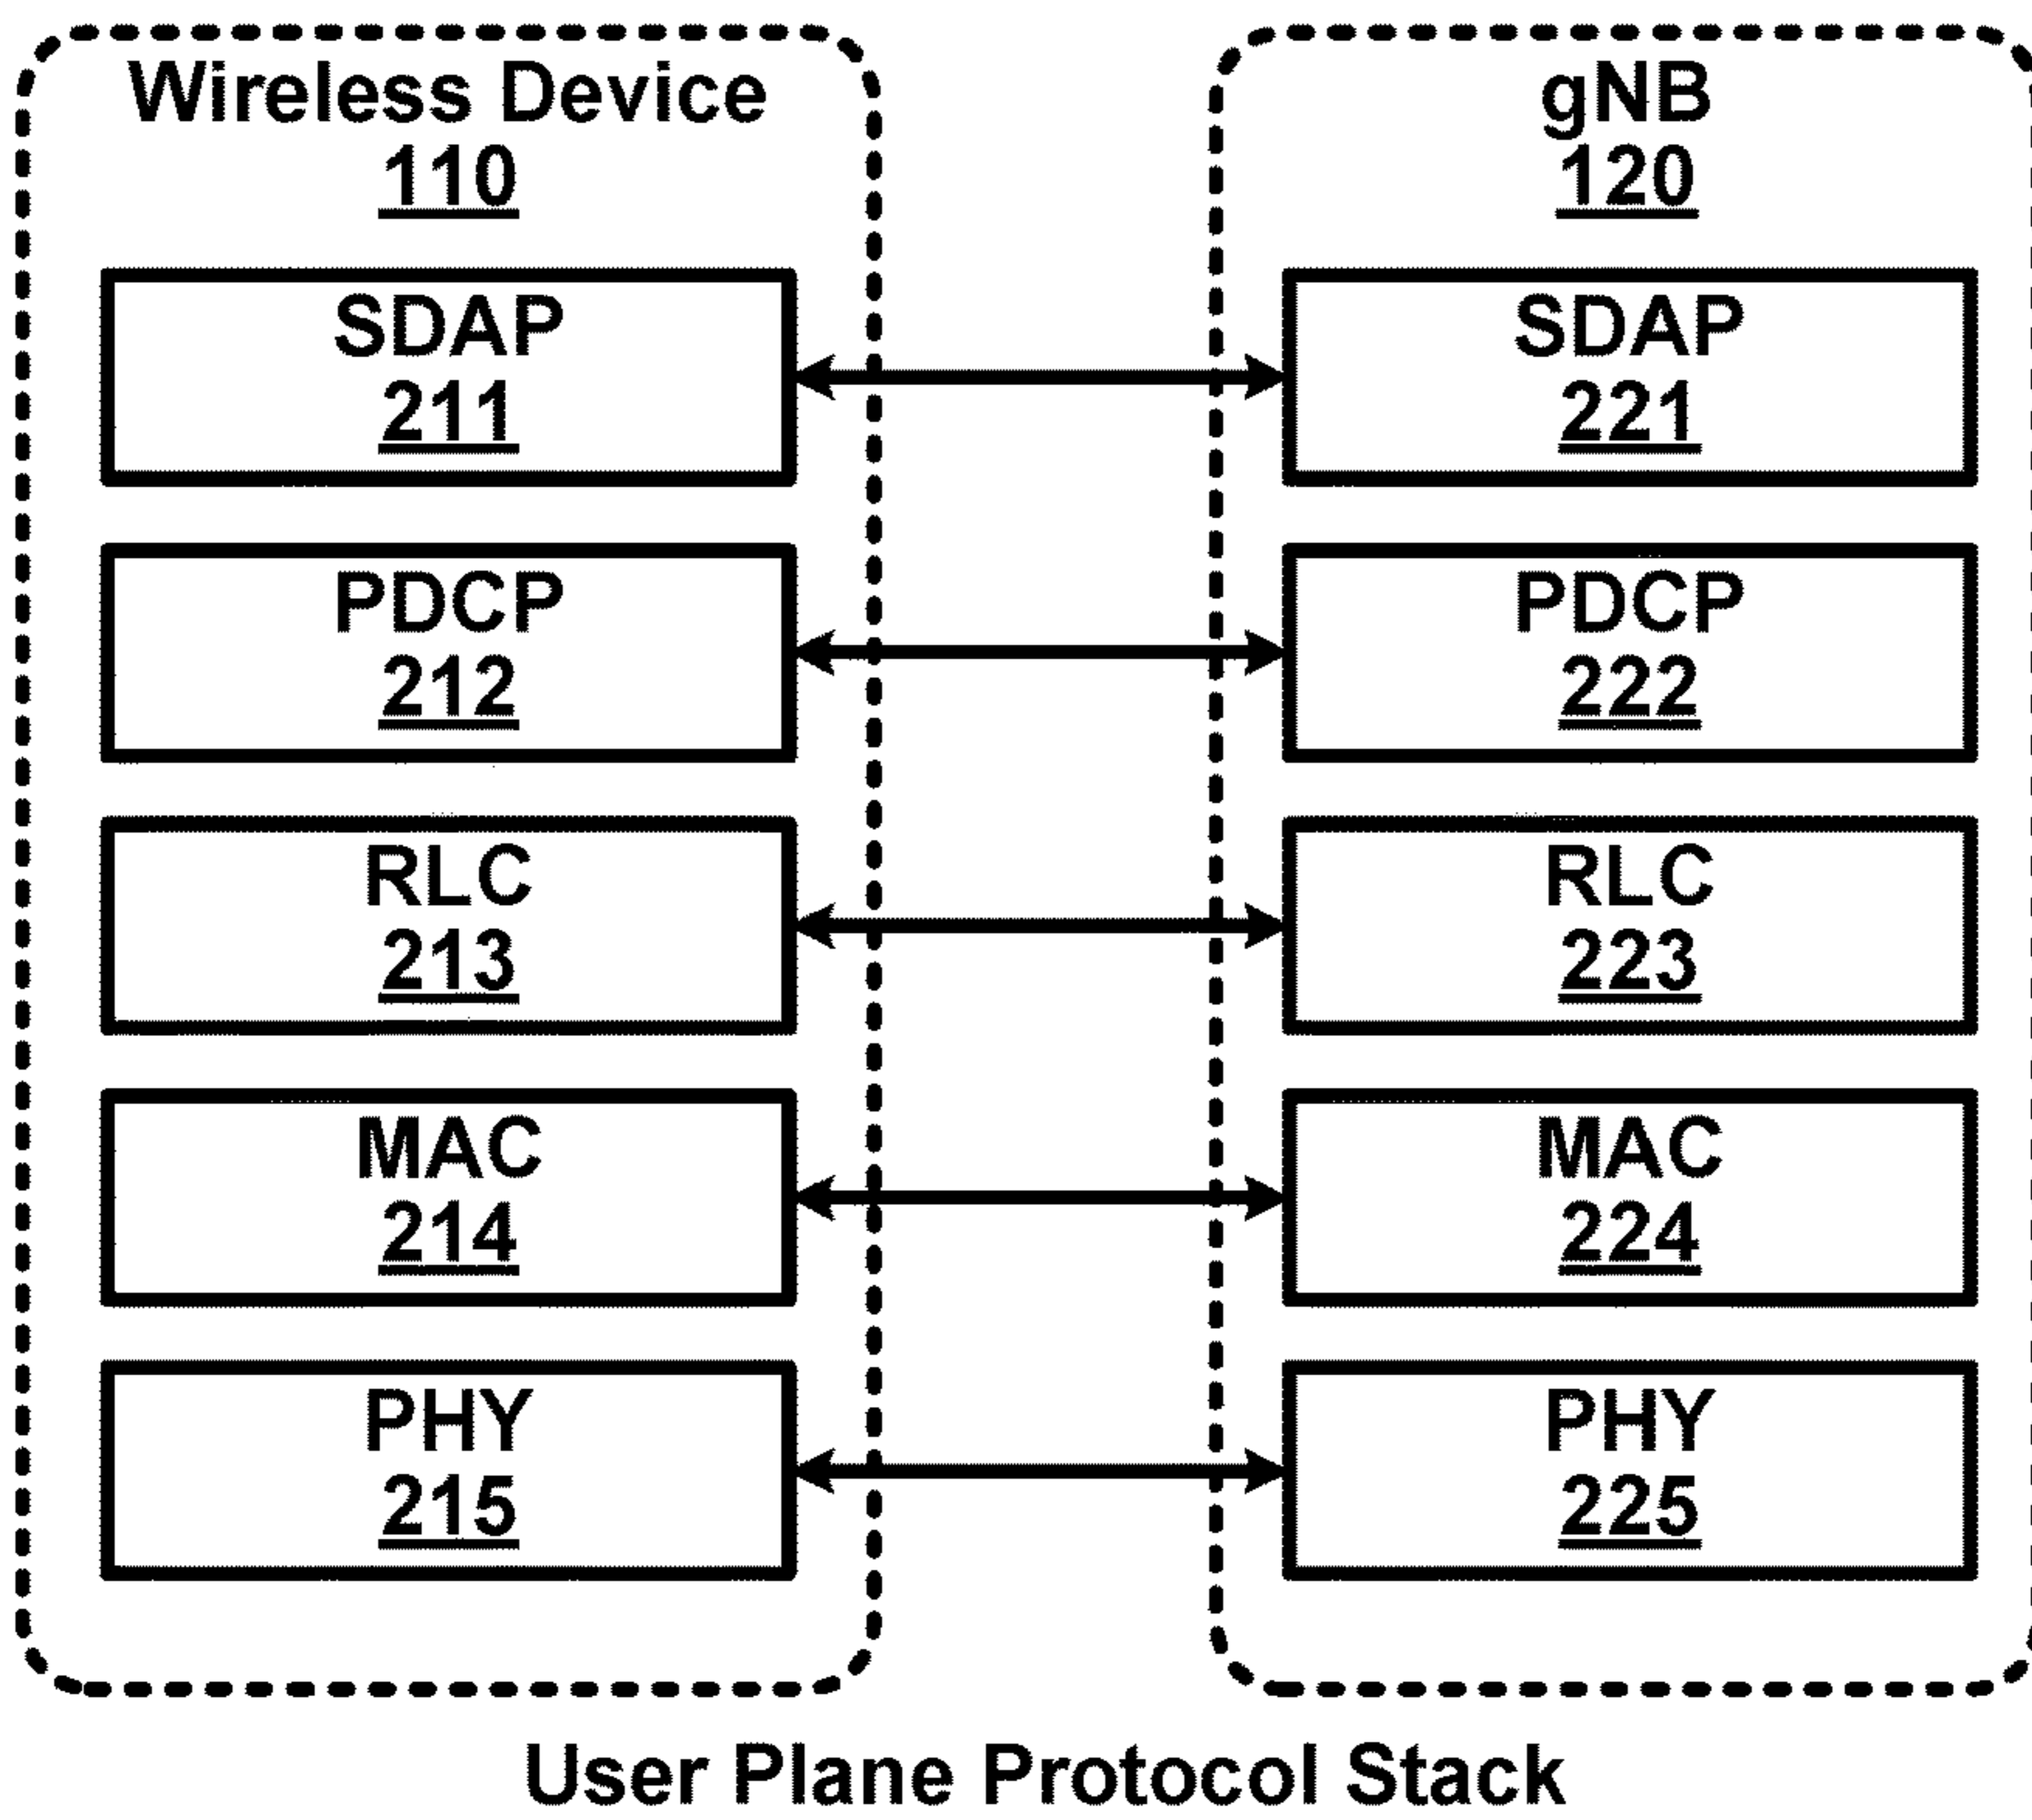 Wireless Device
110
SDAP
211
PDCP
212
RLC
213
MAC
214
PHY
215
gNB
120
SDAP
221
PDCP
222
RLC
223
MAC
224
PHY
225
User Plane Protocol Stack